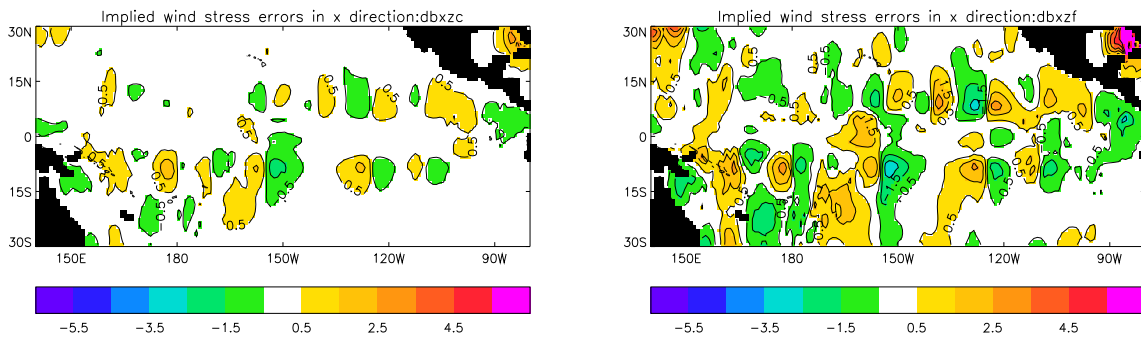 Implied wind stress errors in x direction:dbxzc
30N
15N
0
15S
30S
150E 180 150W 120W 90W
-5.5 -3.5 -1.5 0.5 2.5 4.5
Implied wind stress errors in x direction:dbxzf
30N
15N
0
15S
30S
150E 180 150W 120W 90W
-5.5 -3.5 -1.5 0.5 2.5 4.5